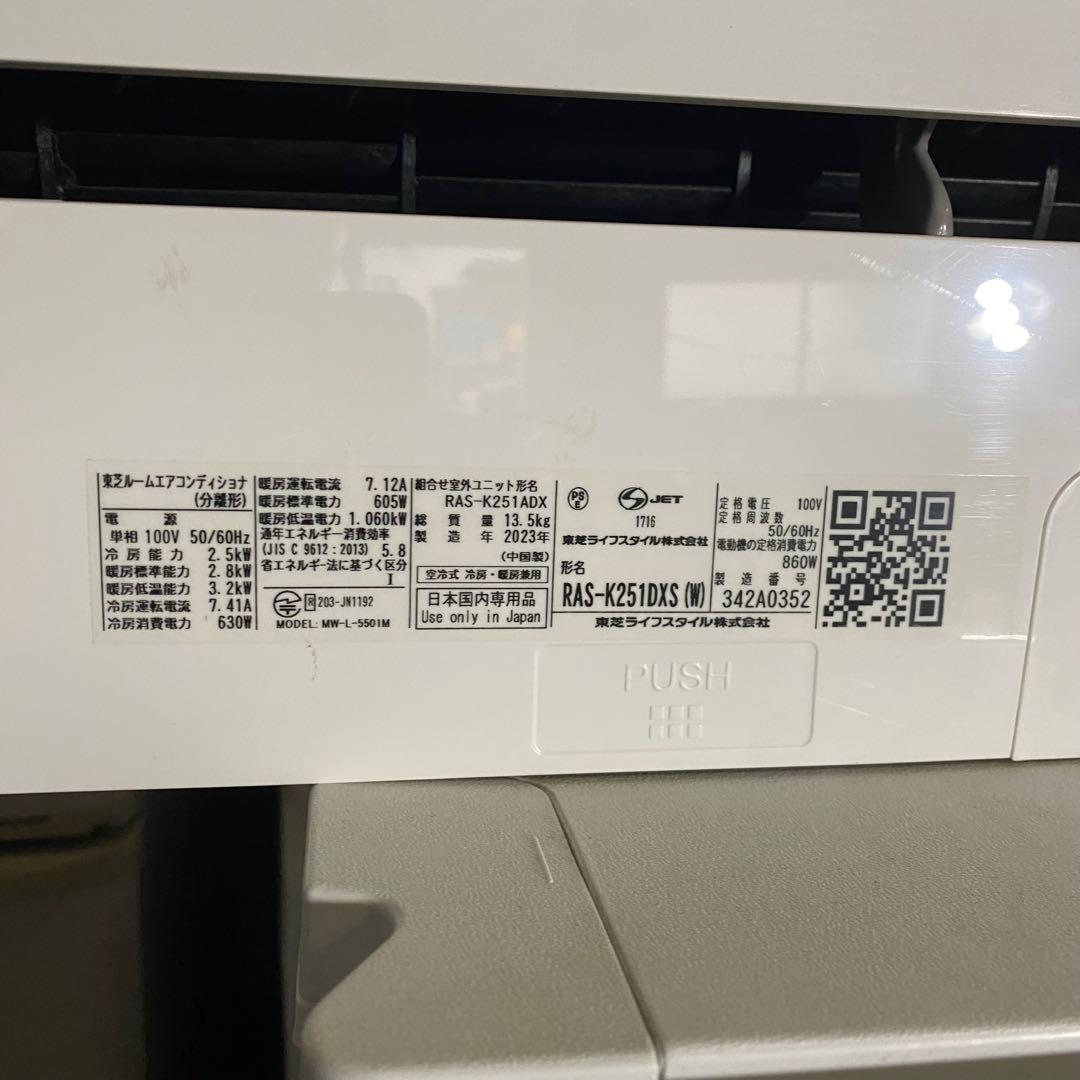 東芝ルームエアコンディショナ
(分離形)
電 源
単相 100V 50/60Hz
冷 房 能 力 2.5kW
暖房標準能力 2.8kW
暖房低温能力 3.2kW
冷房運転電流 7.41A
冷房消費電力 630W
暖房運転電流 7.12A
暖房標準電力 605W
暖房低温電力 1.060kW
通年エネルギー消費効率
(JIS C 9612:2013) 5.8
省エネルギー法に基づく区分
I
R 203-JN1192
MODEL: MW-L-5501M
組合せ室外ユニット形名
RAS-K251ADX
総 質 量 13.5kg
製 造 年 2023年
(中国製)
空冷式 冷房・暖房兼用
日本国内専用品
Use only in Japan
PS
E
JET
1716
東芝ライフスタイル株式会社
形名
RAS-K251DXS(W)
定格電圧 100V
定格周波数
50/60Hz
電動機の定格消費電力
860W
製 造 番 号
342A0352
東芝ライフスタイル株式会社
PUSH